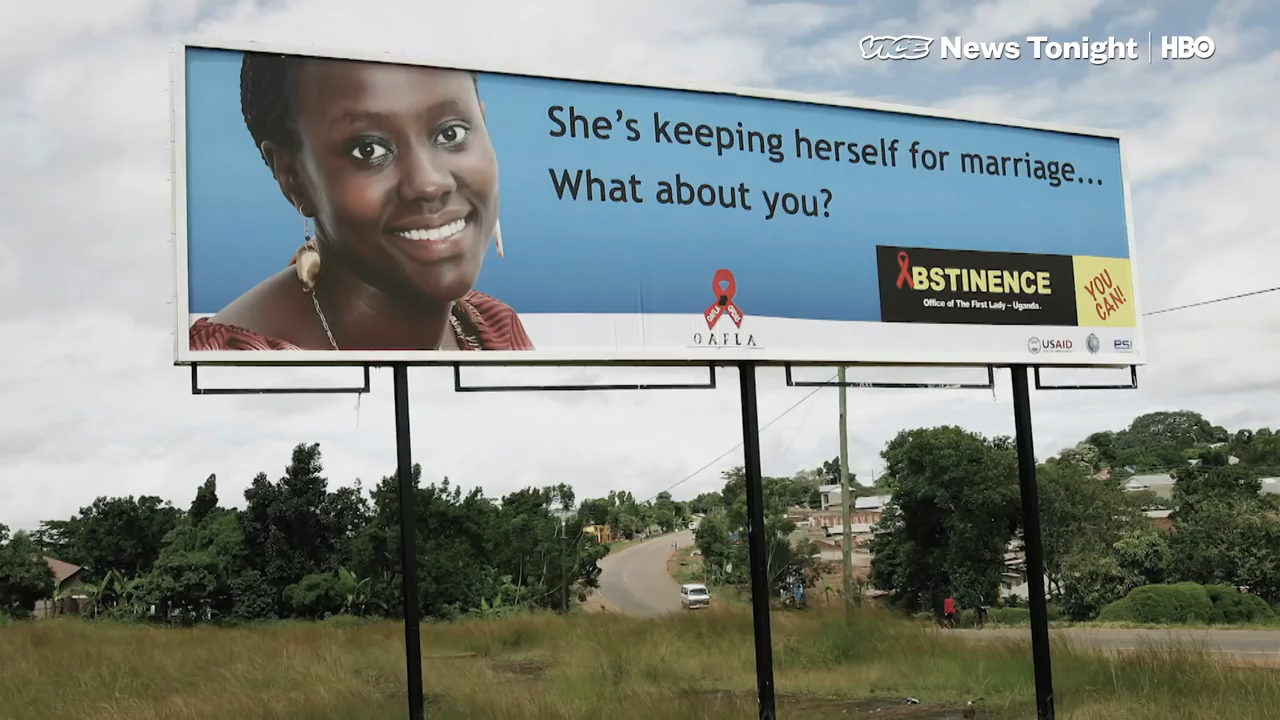 VICE News Tonight | HBO
She's keeping herself for marriage...
What about you?
ABSTINENCE
Office of The First Lady – Uganda.
YOU CAN!
OAFLA
USAID
PSI